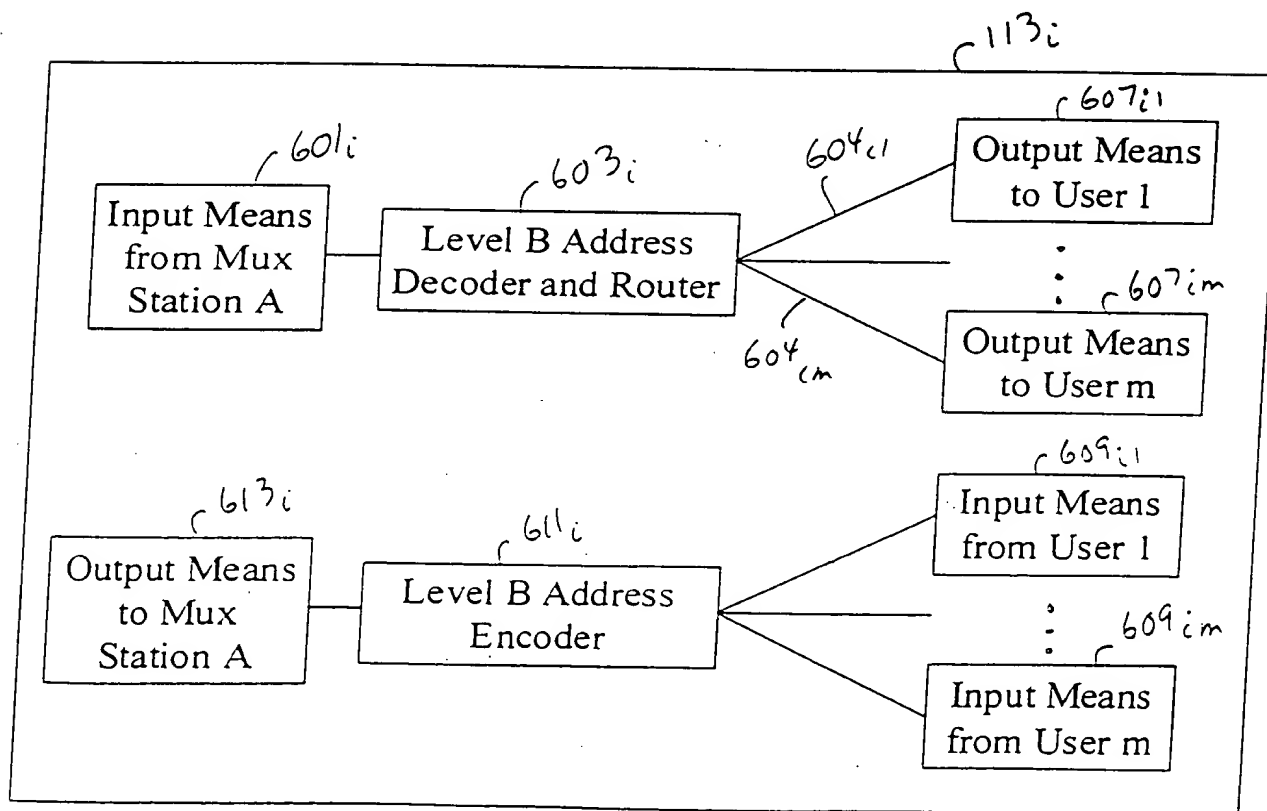 113i
607i1
601i
604i1
Output Means
to User 1
603i
Input Means
from Mux
Station A
Level B Address
Decoder and Router
607im
604im
Output Means
to User m
609i1
613i
Input Means
from User 1
611i
Output Means
to Mux
Station A
Level B Address
Encoder
609im
Input Means
from User m